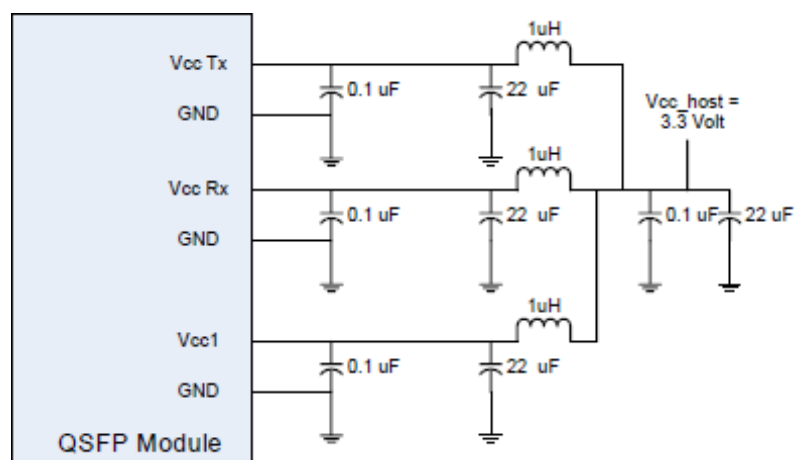 1uH
Vcc Tx
0.1 uF
22 uF
GND
Vcc_host =
3.3 Volt
1uH
Vcc Rx
0.1 uF
22 uF
0.1 uF
22 uF
GND
1uH
Vcc1
0.1 uF
22 uF
GND
QSFP Module